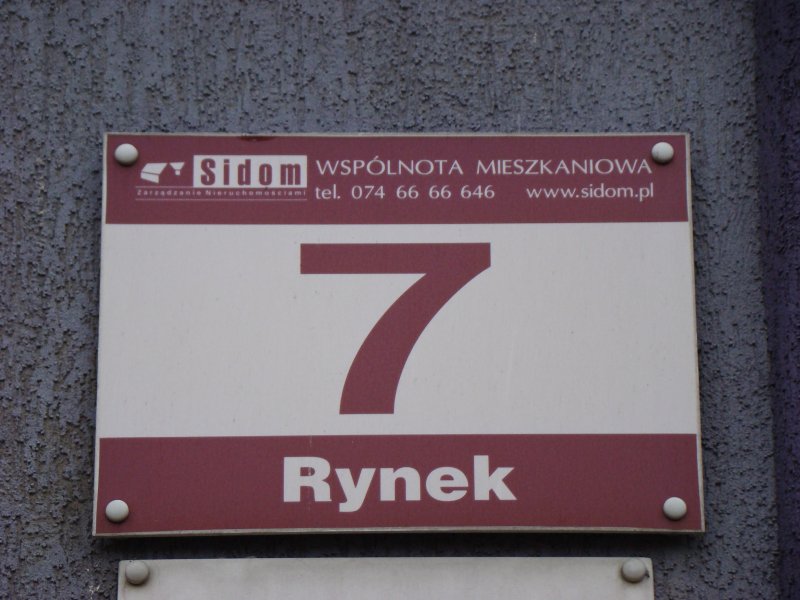 Sidom
Zarządzanie Nieruchomościami
WSPÓLNOTA MIESZKANIOWA
tel. 074 66 66 646 www.sidom.pl
7
Rynek